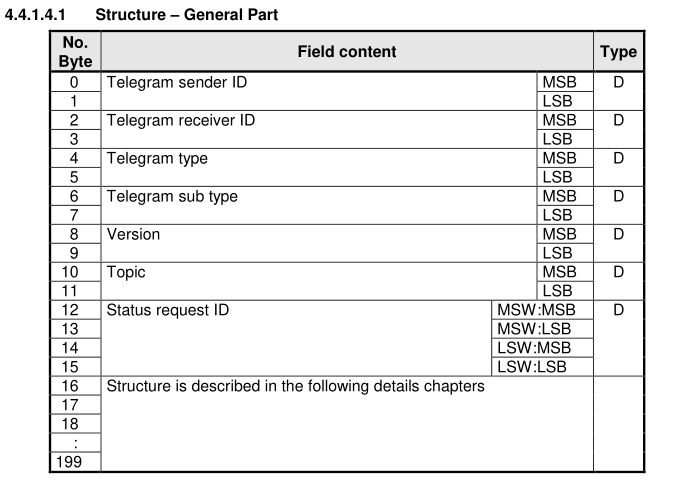 4.4.1.4.1 Structure – General Part
No. Byte Field content Type
0 Telegram sender ID MSB D
1 LSB
2 Telegram receiver ID MSB D
3 LSB
4 Telegram type MSB D
5 LSB
6 Telegram sub type MSB D
7 LSB
8 Version MSB D
9 LSB
10 Topic MSB D
11 LSB
12 Status request ID MSW:MSB D
13 MSW:LSB
14 LSW:MSB
15 LSW:LSB
16 Structure is described in the following details chapters
17
18
:
199